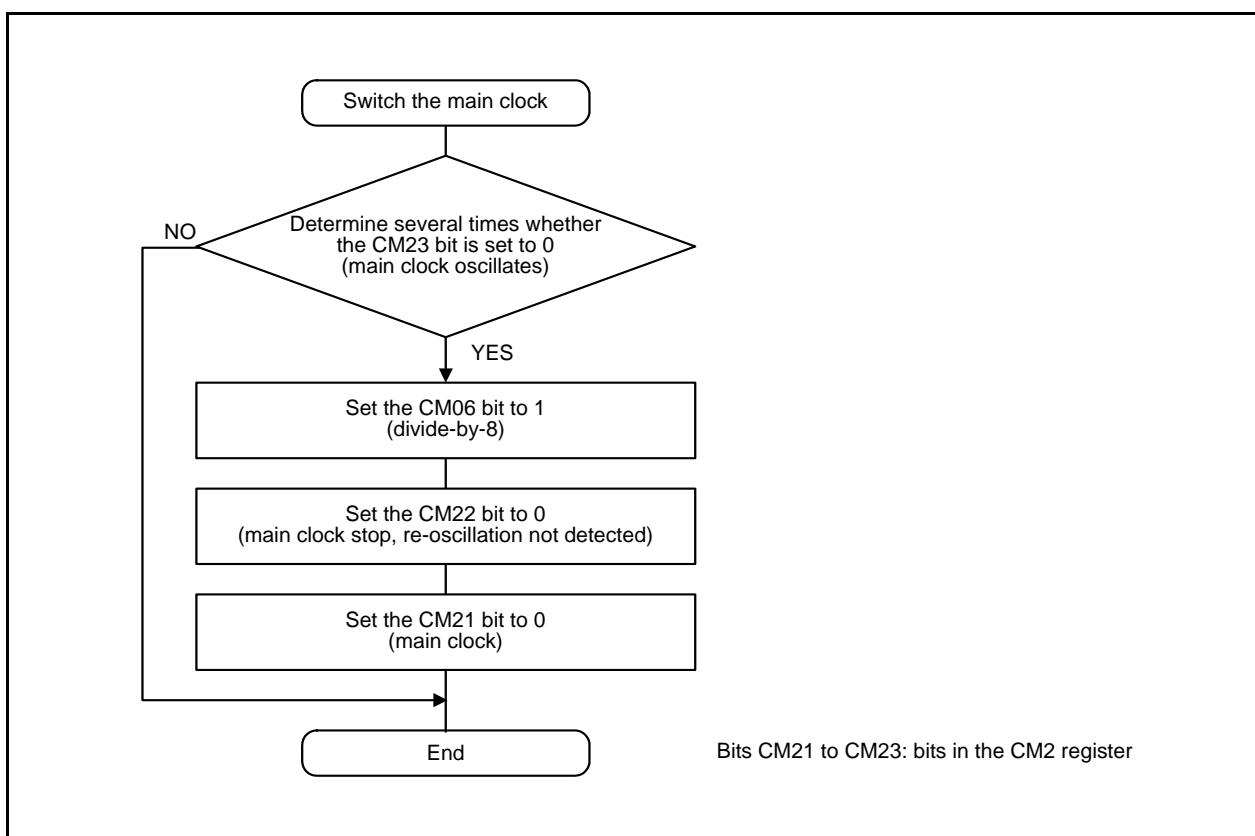 Switch the main clock
Determine several times whether
the CM23 bit is set to 0
(main clock oscillates)
NO
YES
Set the CM06 bit to 1
(divide-by-8)
Set the CM22 bit to 0
(main clock stop, re-oscillation not detected)
Set the CM21 bit to 0
(main clock)
End
Bits CM21 to CM23: bits in the CM2 register